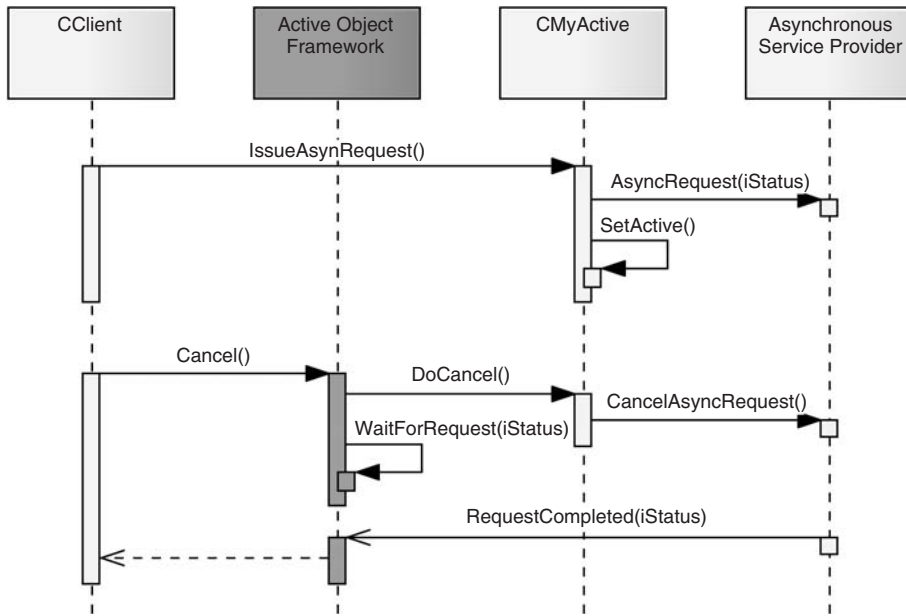 CClient
Active Object
Framework
CMyActive
Asynchronous
Service Provider
IssueAsynRequest()
AsyncRequest(iStatus)
SetActive()
Cancel()
DoCancel()
CancelAsyncRequest()
WaitForRequest(iStatus)
RequestCompleted(iStatus)